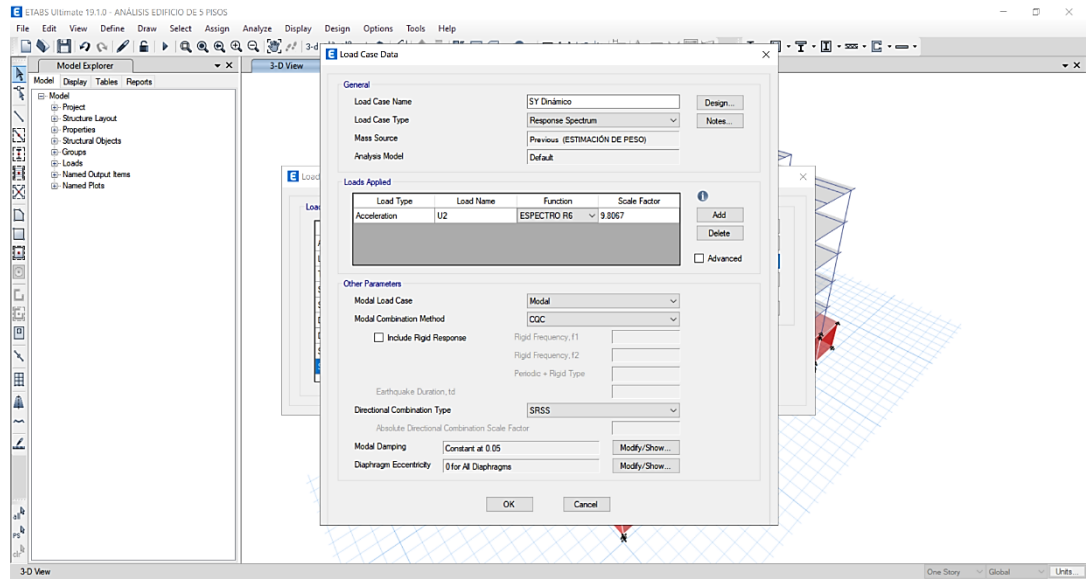 ETABS Ultimate 19.1.0 - ANÁLISIS EDIFICIO DE 5 PISOS
File Edit View Define Draw Select Assign Analyze Display Design Options Tools Help
3-d
Model Explorer
3-D View
Model Display Tables Reports
Model
Project
Structure Layout
Properties
Structural Objects
Groups
Loads
Named Output Items
Named Plots
Load
Load Case Data
General
Load Case Name SY Dinámico Design...
Load Case Type Response Spectrum Notes...
Mass Source Previous (ESTIMACIÓN DE PESO)
Analysis Model Default
Loads Applied
Load Type Load Name Function Scale Factor
Acceleration U2 ESPECTRO R6 9.8067
Add
Delete
Advanced
Other Parameters
Modal Load Case Modal
Modal Combination Method CQC
Include Rigid Response Rigid Frequency, f1
Rigid Frequency, f2
Periodic + Rigid Type
Earthquake Duration, td
Directional Combination Type SRSS
Absolute Directional Combination Scale Factor
Modal Damping Constant at 0.05 Modify/Show...
Diaphragm Eccentricity 0 for All Diaphragms Modify/Show...
OK Cancel
3-D View One Story Global Units...